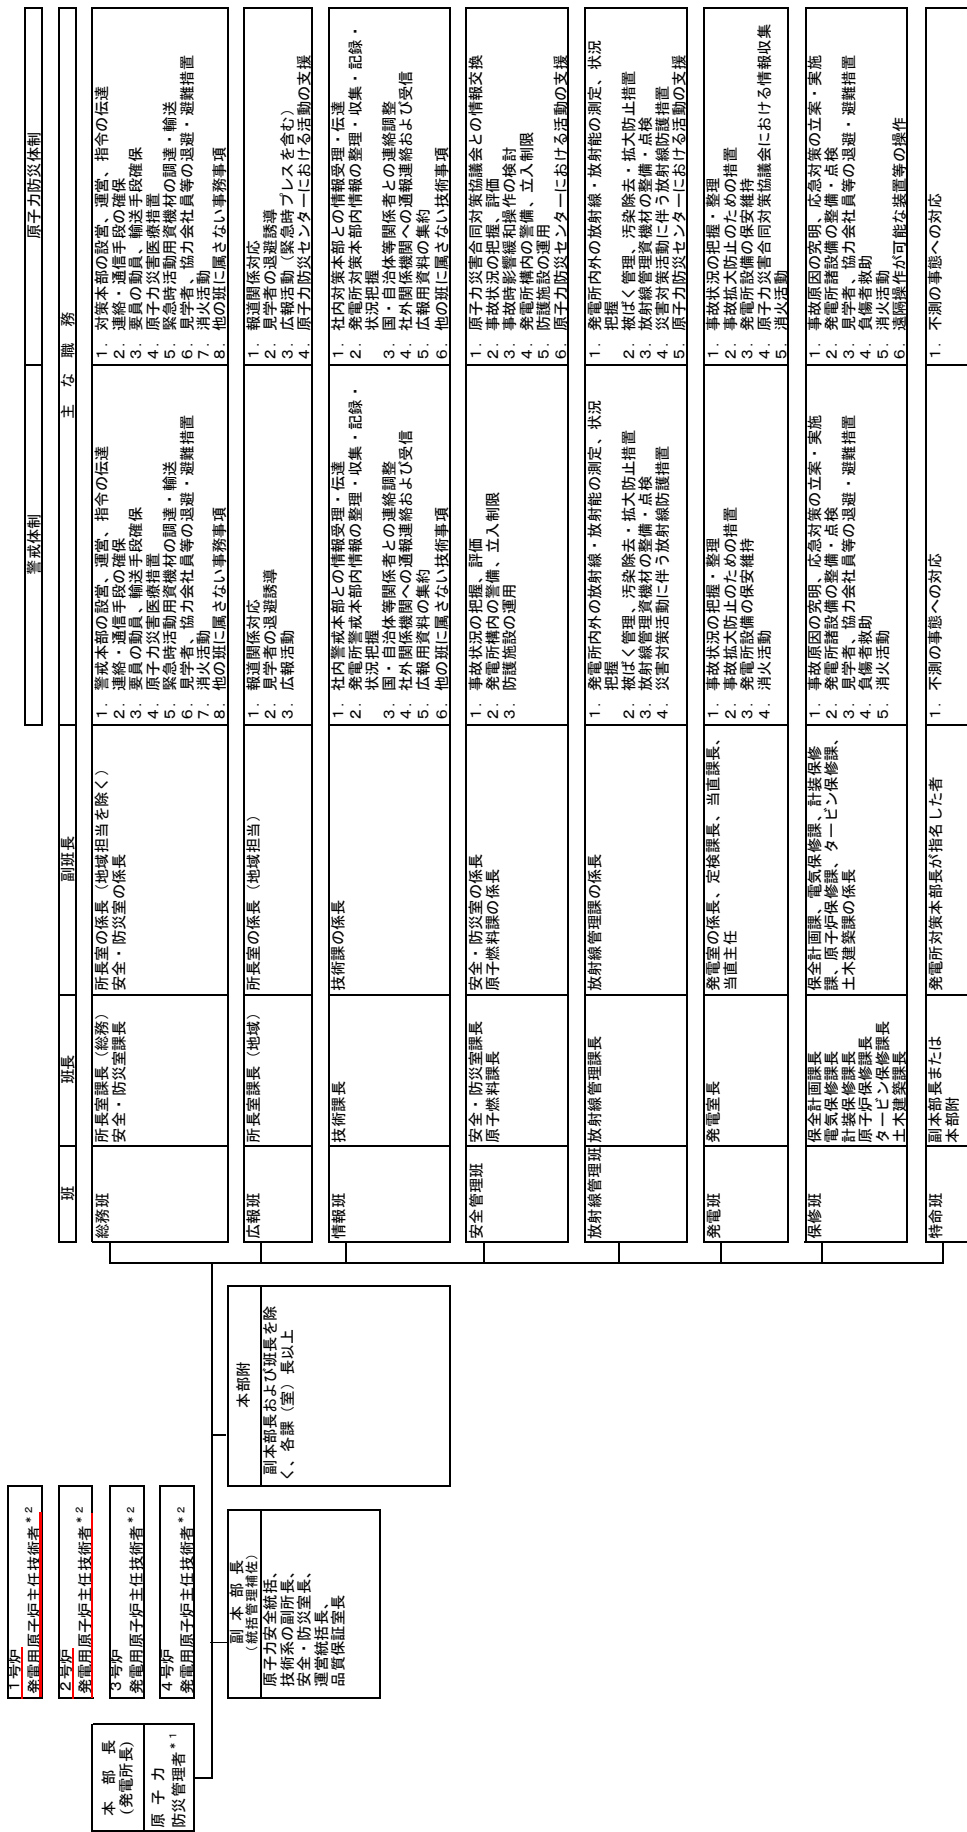 本部長
(発電所長)
原子力
防災管理者*1
1号炉
発電用原子炉主任技術者*2
2号炉
発電用原子炉主任技術者*2
3号炉
発電用原子炉主任技術者*2
4号炉
発電用原子炉主任技術者*2
副本部長
(統括管理補佐)
原子力安全統括、
技術系の副所長、
安全・防災室長、
運営統括長、
品質保証室長
本部附
副本部長および班長を除
く、各課(室)長以上
警戒体制
原子力防災体制
班
班長
副班長
主な職務
総務班
所長室課長(総務)
安全・防災室課長
所長室の係長(地域担当を除く)
安全・防災室の係長
1. 警戒本部の設営、運営、指令の伝達
2. 連絡・通信手段の確保
3. 要員の動員、輸送手段確保
4. 原子力災害医療措置
5. 緊急時活動用資機材の調達・輸送
6. 見学者、協力会社員等の退避・避難措置
7. 消火活動
8. 他の班に属さない事務事項
1. 対策本部の設営、運営、指令の伝達
2. 連絡・通信手段の確保
3. 要員の動員、輸送手段確保
4. 原子力災害医療措置
5. 緊急時活動用資機材の調達・輸送
6. 見学者、協力会社員等の退避・避難措置
7. 消火活動
8. 他の班に属さない事務事項
広報班
所長室課長(地域)
所長室の係長(地域担当)
1. 報道関係対応
2. 見学者の退避誘導
3. 広報活動
1. 報道関係対応
2. 見学者の退避誘導
3. 広報活動(緊急時プレスを含む)
4. 原子力防災センターにおける活動の支援
情報班
技術課長
技術課の係長
1. 社内警戒本部との情報受理・伝達
2. 発電所警戒本部内情報の整理・収集・記録・
状況把握
3. 国・自治体等関係者との連絡調整
4. 社外関係機関への通報連絡および受信
5. 広報用資料の集約
6. 他の班に属さない技術事項
1. 社内対策本部との情報受理・伝達
2. 発電所対策本部内情報の整理・収集・記録・
状況把握
3. 国・自治体等関係者との連絡調整
4. 社外関係機関への通報連絡および受信
5. 広報用資料の集約
6. 他の班に属さない技術事項
安全管理班
安全・防災室課長
原子燃料課長
安全・防災室の係長
原子燃料課の係長
1. 事故状況の把握、評価
2. 発電所構内の警備、立入制限
3. 防護施設の運用
1. 原子力災害合同対策協議会との情報交換
2. 事故状況の把握、評価
3. 事故時影響緩和操作の検討
4. 発電所構内の警備、立入制限
5. 防護施設の運用
6. 原子力防災センターにおける活動の支援
放射線管理班
放射線管理課長
放射線管理課の係長
1. 発電所内外の放射線・放射能の測定、状況
把握
2. 被ばく管理、汚染除去・拡大防止措置
3. 放射線管理資機材の整備・点検
4. 災害対策活動に伴う放射線防護措置
1. 発電所内外の放射線・放射能の測定、状況
把握
2. 被ばく管理、汚染除去・拡大防止措置
3. 放射線管理資機材の整備・点検
4. 災害対策活動に伴う放射線防護措置
5. 原子力防災センターにおける活動の支援
発電班
発電室長
発電室の係長、定検課長、当直課長、
当直主任
1. 事故状況の把握・整理
2. 事故拡大防止のための措置
3. 発電所設備の保安維持
4. 消火活動
1. 事故状況の把握・整理
2. 事故拡大防止のための措置
3. 発電所設備の保安維持
4. 原子力災害合同対策協議会における情報収集
5. 消火活動
保修班
保全計画課長
電気保修課長
計装保修課長
原子炉保修課長
タービン保修課長
土木建築課長
保全計画課、電気保修課、計装保修
課、原子炉保修課、タービン保修課、
土木建築課の係長
1. 事故原因の究明、応急対策の立案・実施
2. 発電所諸設備の整備・点検
3. 見学者、協力会社員等の退避・避難措置
4. 負傷者救助
5. 消火活動
1. 事故原因の究明、応急対策の立案・実施
2. 発電所諸設備の整備・点検
3. 見学者、協力会社員等の退避・避難措置
4. 負傷者救助
5. 消火活動
6. 遠隔操作が可能な装置等の操作
特命班
副本部長または
本部附
発電所対策本部長が指名した者
1. 不測の事態への対応
1. 不測の事態への対応